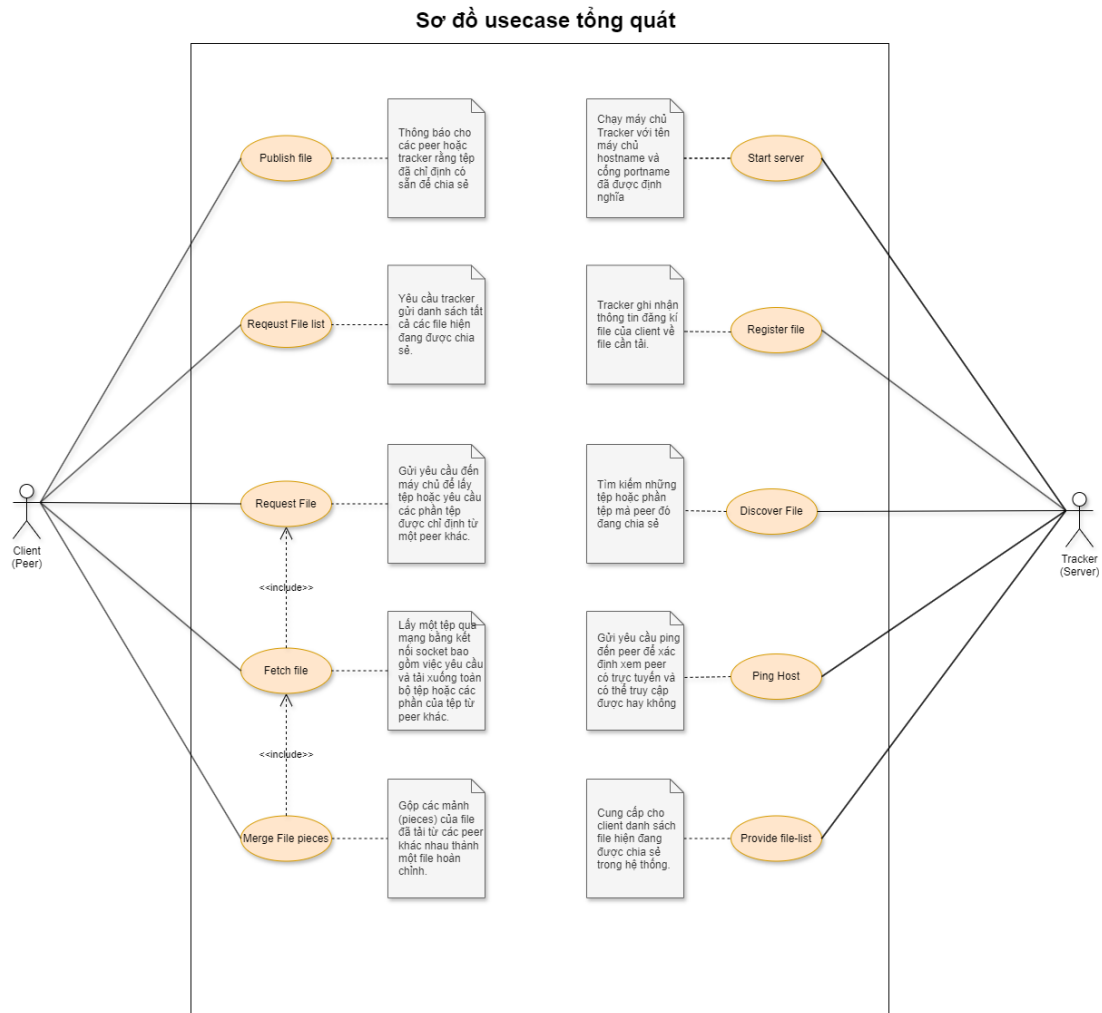 Sơ đồ usecase tổng quát
Publish file
Thông báo cho
các peer hoặc
tracker rằng tệp
đã chỉ định có
sẵn để chia sẻ
Chạy máy chủ
Tracker với tên
máy chủ
hostname và
cổng portname
đã được định
nghĩa
Start server
Reqeust File list
Yêu cầu tracker
gửi danh sách tất
cả các file hiện
đang được chia
sẻ.
Tracker ghi nhận
thông tin đăng kí
file của client về
file cần tải.
Register file
Client
(Peer)
Request File
Gửi yêu cầu đến
máy chủ để lấy
tệp hoặc yêu cầu
các phần tệp
được chỉ định từ
một peer khác.
Tìm kiếm những
tệp hoặc phần
tệp mà peer đó
đang chia sẻ
Discover File
Tracker
(Server)
<<include>>
Fetch file
Lấy một tệp qua
mạng bằng kết
nối socket bao
gồm việc yêu cầu
và tải xuống toàn
bộ tệp hoặc các
phần của tệp từ
peer khác.
Gửi yêu cầu ping
đến peer để xác
định xem peer
có trực tuyến và
có thể truy cập
được hay không
Ping Host
<<include>>
Merge File pieces
Gộp các mảnh
(pieces) của file
đã tải từ các peer
khác nhau thành
một file hoàn
chỉnh.
Cung cấp cho
client danh sách
file hiện đang
được chia sẻ
trong hệ thống.
Provide file-list